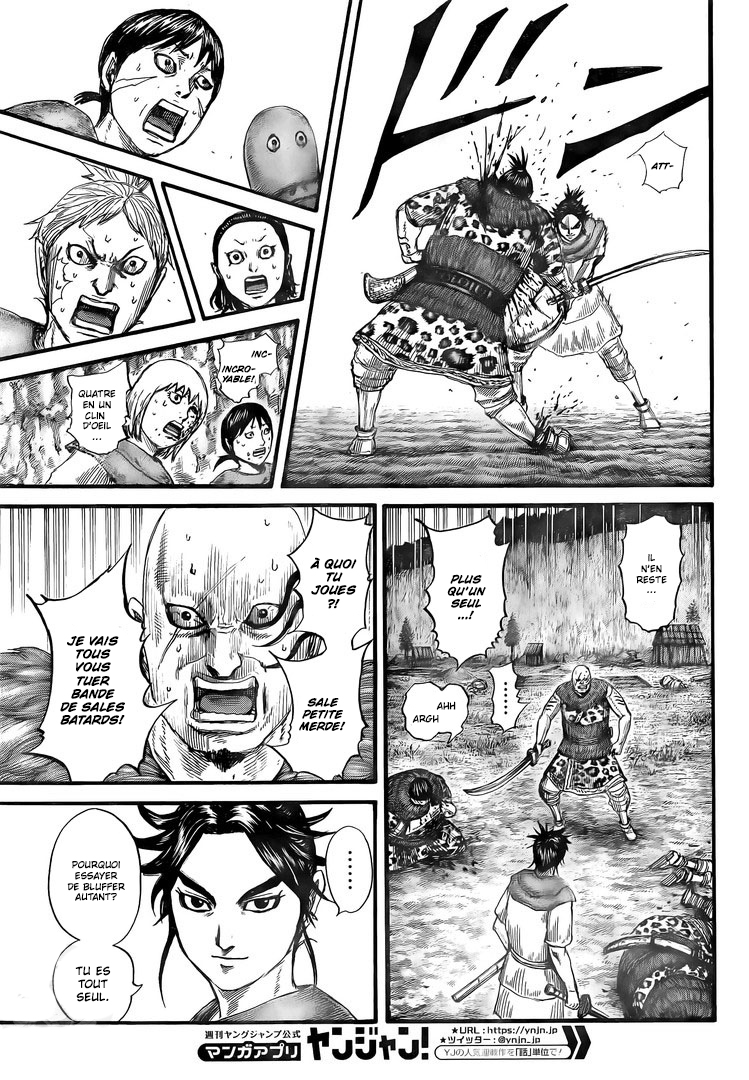 ドン
ATT-
INC-
INCRO-
YABLE!
QUATRE
EN UN
CLIN
D'OEIL
...
IL
N'EN
RESTE
...
PLUS
QU'UN
SEUL
...!
......
AHH
ARGH
À QUOI
TU
JOUES
?!
SALE
PETITE
MERDE!
JE VAIS
TOUS
VOUS
TUER
BANDE
DE SALES
BATARDS!
......
POURQUOI
ESSAYER
DE BLUFFER
AUTANT?
TU ES
TOUT
SEUL.
週刊ヤングジャンプ公式
マンガアプリ
ヤンジャン!
★URL:https://ynjn.jp
★ツイッター:@ynjn_jp
YJの人気連載作を「話」単位で!